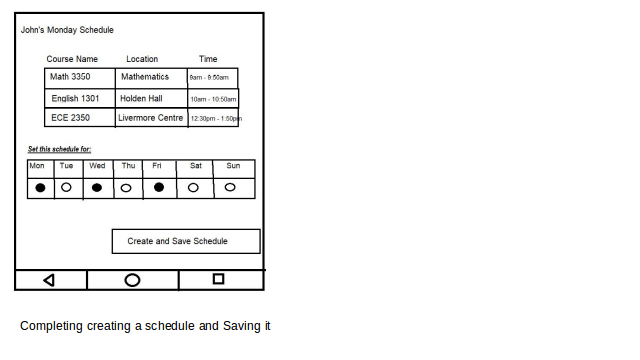 John's Monday Schedule
Course Name Location Time
Math 3350 Mathematics 9am - 9:50am
English 1301 Holden Hall 10am - 10:50am
ECE 2350 Livermore Centre 12:30pm - 1:50pm
Set this schedule for:
Mon Tue Wed Thu Fri Sat Sun
Create and Save Schedule
Completing creating a schedule and Saving it